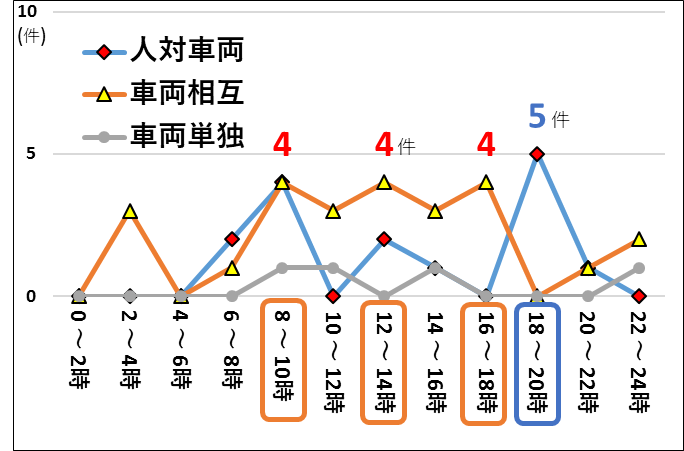 10
(件)
人対車両
車両相互
車両単独
4
4件
4
5件
5
0
0～2時
2～4時
4～6時
6～8時
8～10時
10～12時
12～14時
14～16時
16～18時
18～20時
20～22時
22～24時